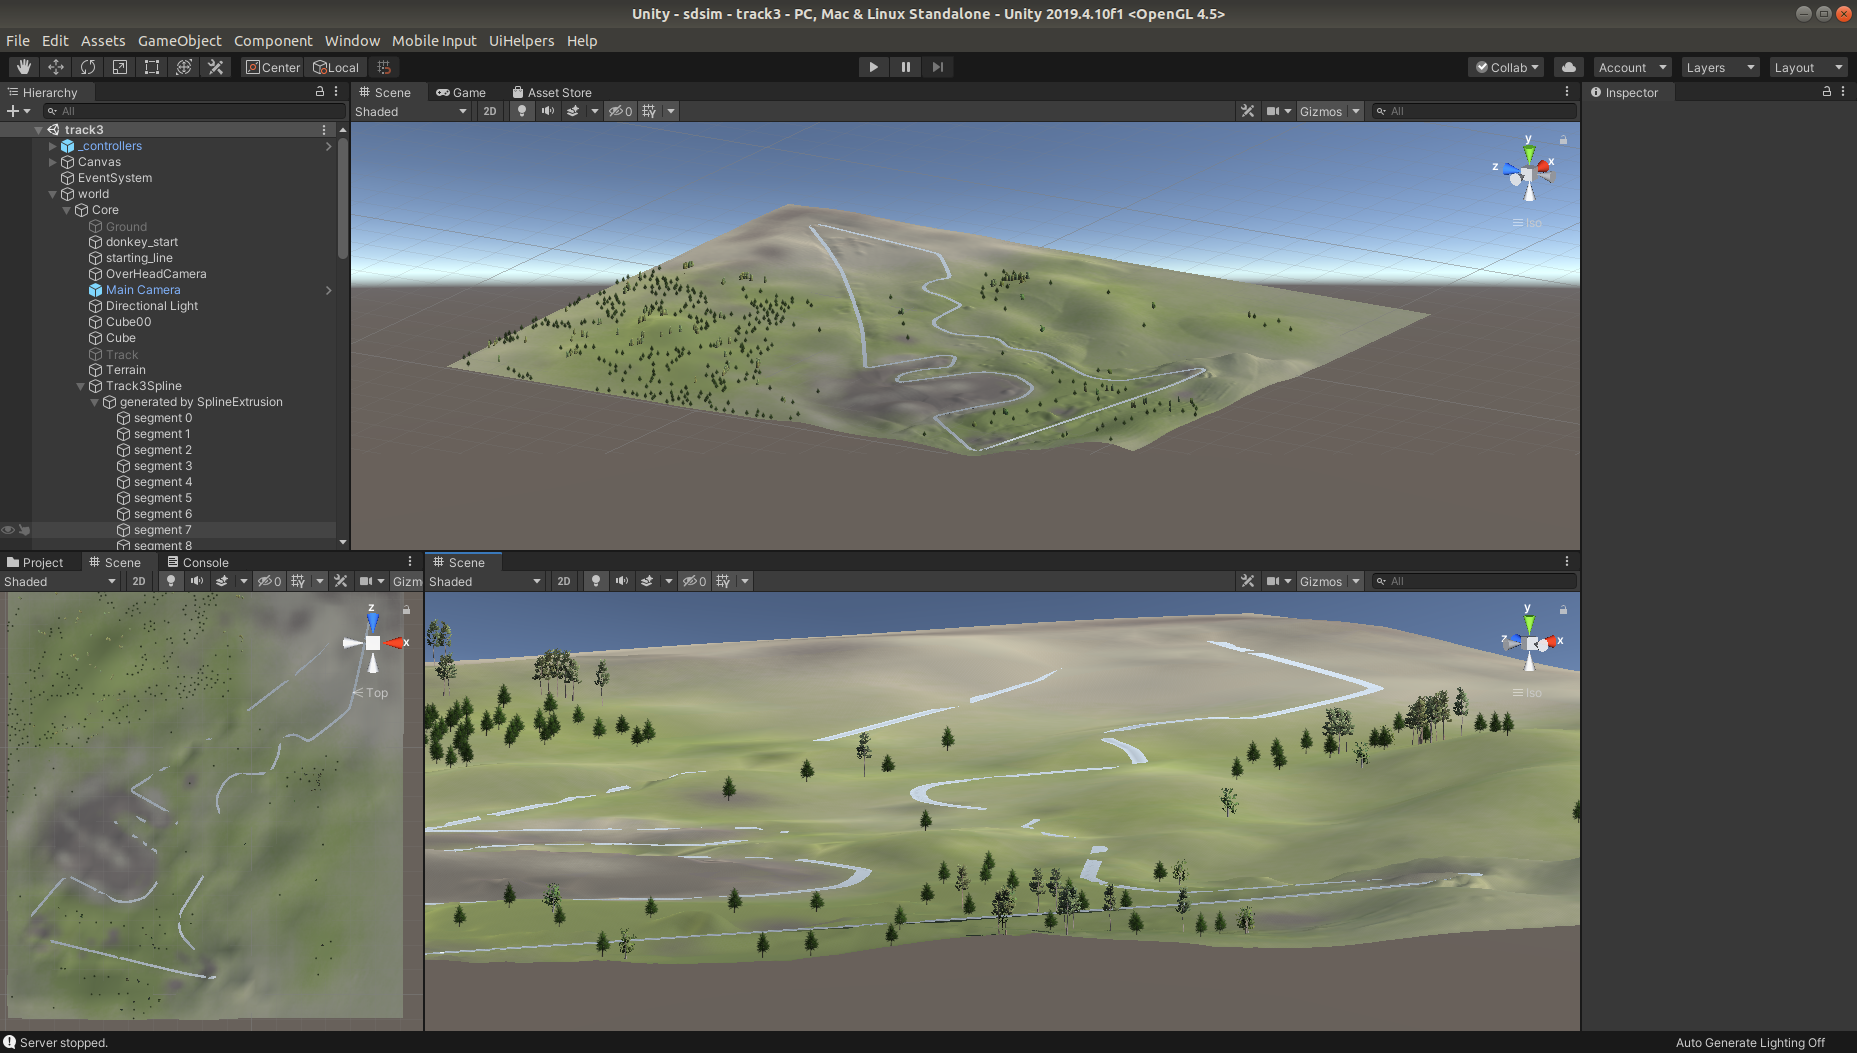 Unity - sdsim - track3 - PC, Mac & Linux Standalone - Unity 2019.4.10f1 <OpenGL 4.5>
File Edit Assets GameObject Component Window Mobile Input UiHelpers Help
Center Local Collab Account Layers Layout
Hierarchy
All
track3
_controllers
Canvas
EventSystem
world
Core
Ground
donkey_start
starting_line
OverHeadCamera
Main Camera
Directional Light
Cube00
Cube
Track
Terrain
Track3Spline
generated by SplineExtrusion
segment 0
segment 1
segment 2
segment 3
segment 4
segment 5
segment 6
segment 7
segment 8
Scene Game Asset Store
Shaded 2D 0 Gizmos All
y
x
z
Iso
Inspector
Project Scene Console
Shaded 2D 0 Gizm
z
x
Top
Scene
Shaded 2D 0 Gizmos All
y
z x
Iso
Server stopped.
Auto Generate Lighting Off